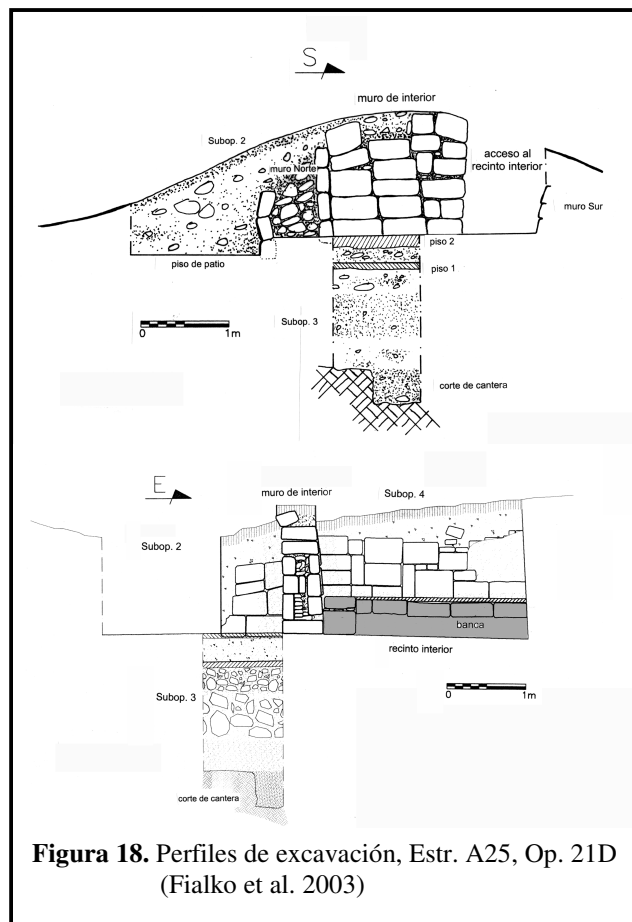 S
muro de interior
Subop. 2
acceso al
recinto interior
muro Norte
muro Sur
piso 2
piso de patio
piso 1
Subop. 3
0 1m
corte de cantera
E
muro de interior
Subop. 4
Subop. 2
banca
recinto interior
Subop. 3
0 1m
corte de cantera
Figura 18. Perfiles de excavación, Estr. A25, Op. 21D
(Fialko et al. 2003)